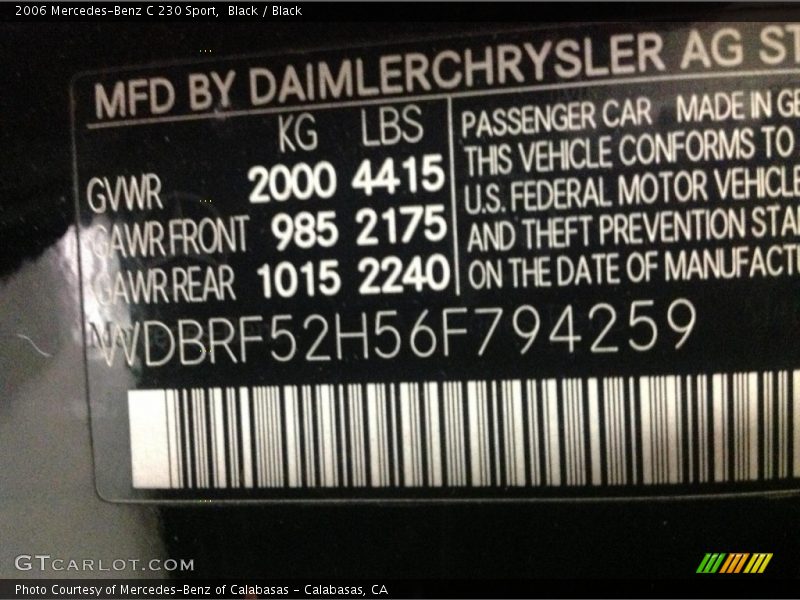 2006 Mercedes-Benz C 230 Sport, Black / Black
MFD BY DAIMLERCHRYSLER AG
KG LBS
GVWR 2000 4415
GAWR FRONT 985 2175
GAWR REAR 1015 2240
PASSENGER CAR MADE IN
THIS VEHICLE CONFORMS TO
U.S. FEDERAL MOTOR VEHICLE
AND THEFT PREVENTION
ON THE DATE OF
WDBRF52H56F794259
GTCARLOT.COM
Photo Courtesy of Mercedes-Benz of Calabasas - Calabasas, CA